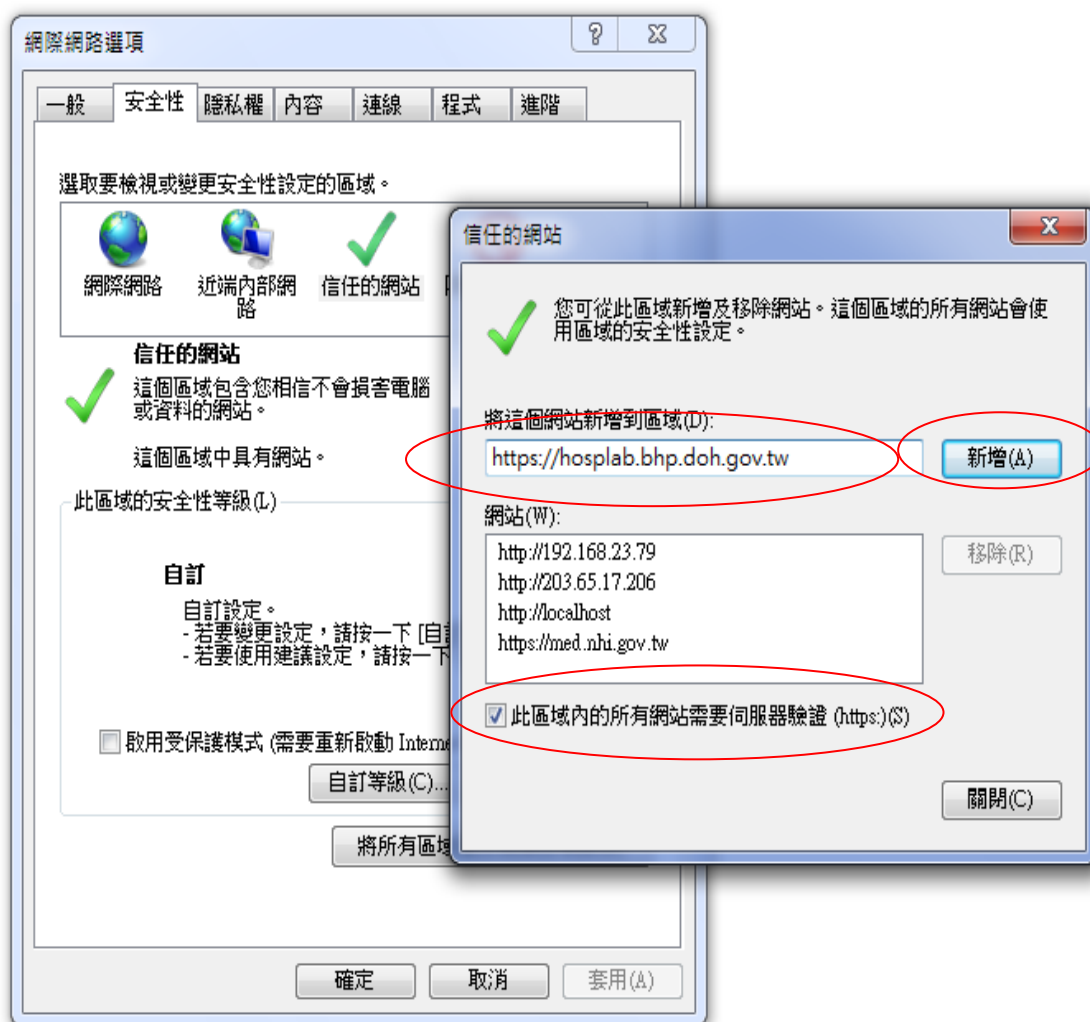 網際網路選項
一般 安全性 隱私權 內容 連線 程式 進階
選取要檢視或變更安全性設定的區域。
網際網路
近端內部網
路
信任的網站
信任的網站
這個區域包含您相信不會損害電腦
或資料的網站。
這個區域中具有網站。
此區域的安全性等級(L)
自訂
自訂設定。
- 若要變更設定，請按一下 [自訂
- 若要使用建議設定，請按一下
啟用受保護模式 (需要重新啟動 Interne
自訂等級(C)...
將所有區域
確定 取消 套用(A)
信任的網站
您可從此區域新增及移除網站。這個區域的所有網站會使
用區域的安全性設定。
將這個網站新增到區域(D):
https://hosplab.bhp.doh.gov.tw 新增(A)
網站(W):
http://192.168.23.79
http://203.65.17.206
http://localhost
https://med.nhi.gov.tw
移除(R)
此區域內的所有網站需要伺服器驗證 (https:)(S)
關閉(C)